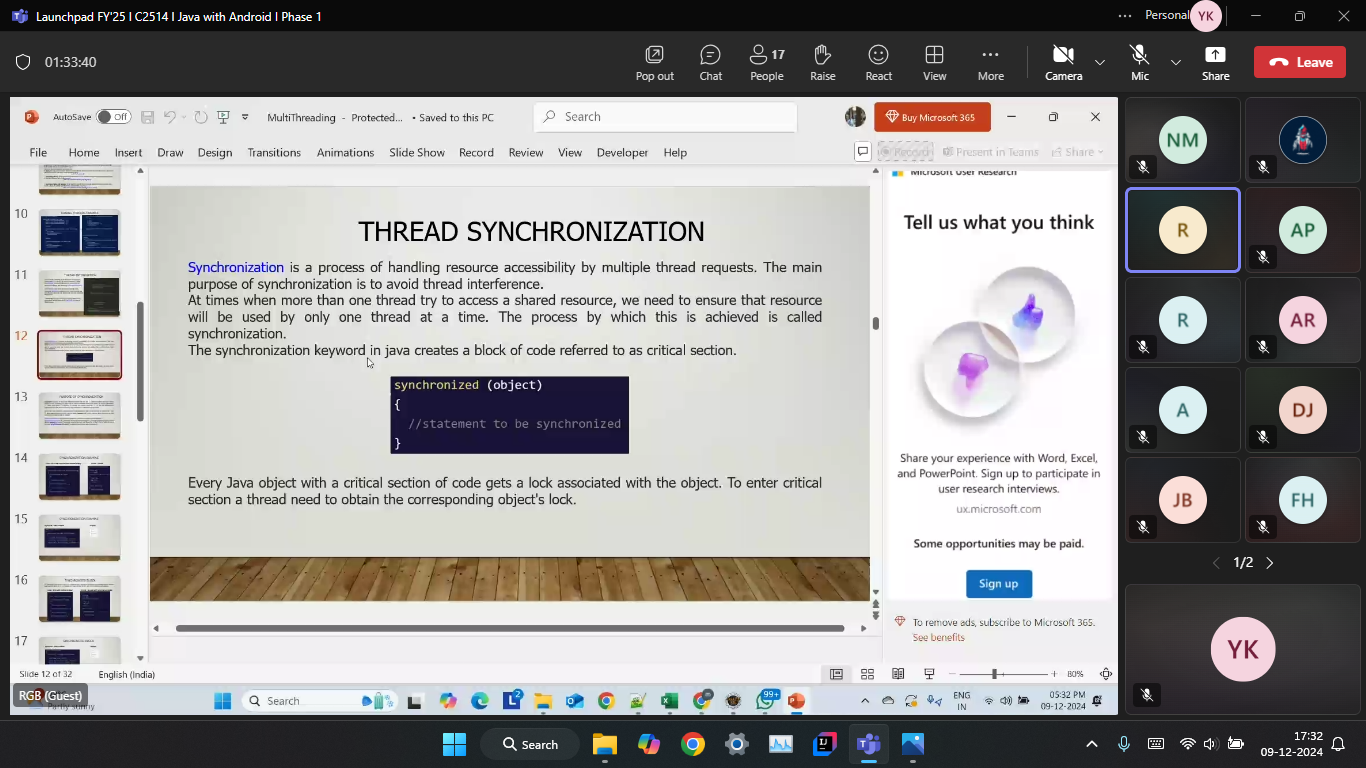 Launchpad FY'25 | C2514 | Java with Android | Phase 1
Personal YK
01:33:40
Pop out
Chat
17
People
Raise
React
View
More
Camera
Mic
Share
Leave
AutoSave Off
MultiThreading - Protected... • Saved to this PC
Search
Buy Microsoft 365
File Home Insert Draw Design Transitions Animations Slide Show Record Review View Developer Help
Record Present in Teams Share
10
11
12
13
14
15
16
17
THREAD SYNCHRONIZATION
Synchronization is a process of handling resource accessibility by multiple thread requests. The main
purpose of synchronization is to avoid thread interference.
At times when more than one thread try to access a shared resource, we need to ensure that resource
will be used by only one thread at a time. The process by which this is achieved is called
synchronization.
The synchronization keyword in java creates a block of code referred to as critical section.
synchronized (object)
{
//statement to be synchronized
}
Every Java object with a critical section of code gets a lock associated with the object. To enter critical
section a thread need to obtain the corresponding object's lock.
Microsoft User Research
Tell us what you think
Share your experience with Word, Excel,
and PowerPoint. Sign up to participate in
user research interviews.
ux.microsoft.com
Some opportunities may be paid.
Sign up
To remove ads, subscribe to Microsoft 365.
See benefits
Slide 12 of 32
English (India)
80%
RGB (Guest)
Partly sunny
Search
2
99+
ENG
IN
05:32 PM
09-12-2024
NM
R
AP
R
AR
A
DJ
JB
FH
1/2
YK
Search
17:32
09-12-2024